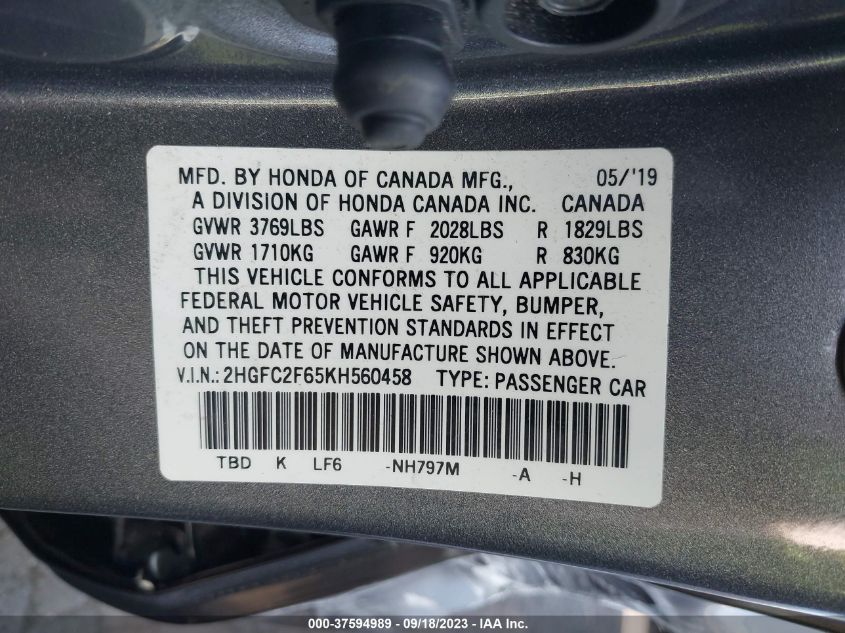 MFD. BY HONDA OF CANADA MFG., 05/'19
A DIVISION OF HONDA CANADA INC. CANADA
GVWR 3769LBS GAWR F 2028LBS R 1829LBS
GVWR 1710KG GAWR F 920KG R 830KG
THIS VEHICLE CONFORMS TO ALL APPLICABLE
FEDERAL MOTOR VEHICLE SAFETY, BUMPER,
AND THEFT PREVENTION STANDARDS IN EFFECT
ON THE DATE OF MANUFACTURE SHOWN ABOVE.
V.I.N.: 2HGFC2F65KH560458 TYPE: PASSENGER CAR
TBD K LF6 -NH797M -A -H
000-37594989 - 09/18/2023 - IAA Inc.